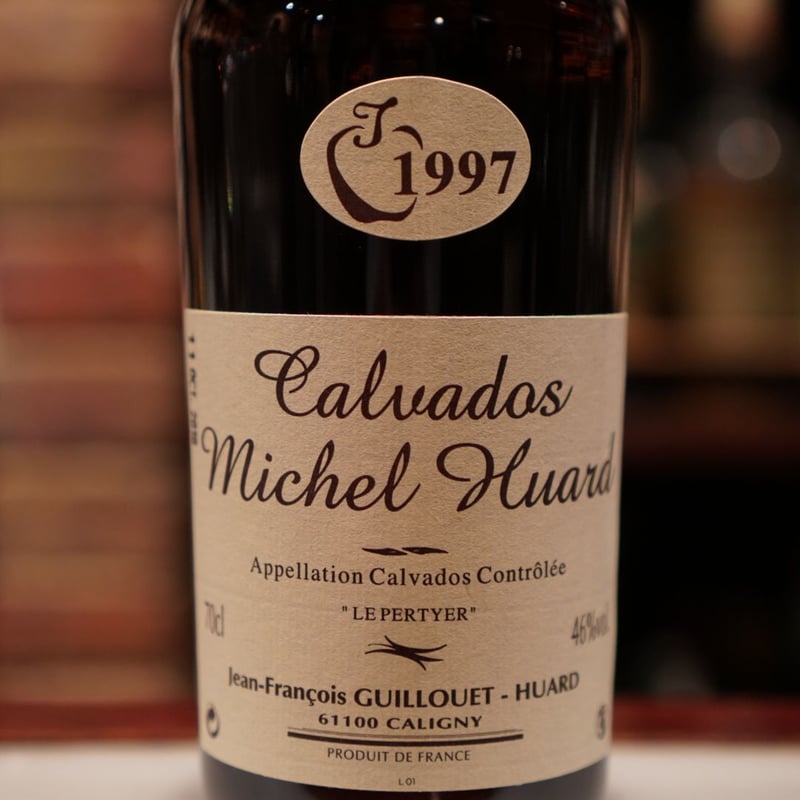 1997
Calvados
Michel Huard
Appellation Calvados Contrôlée
"LE PERTYER"
70cl
46%vol.
Jean-François GUILLOUET - HUARD
61100 CALIGNY
PRODUIT DE FRANCE
L 01